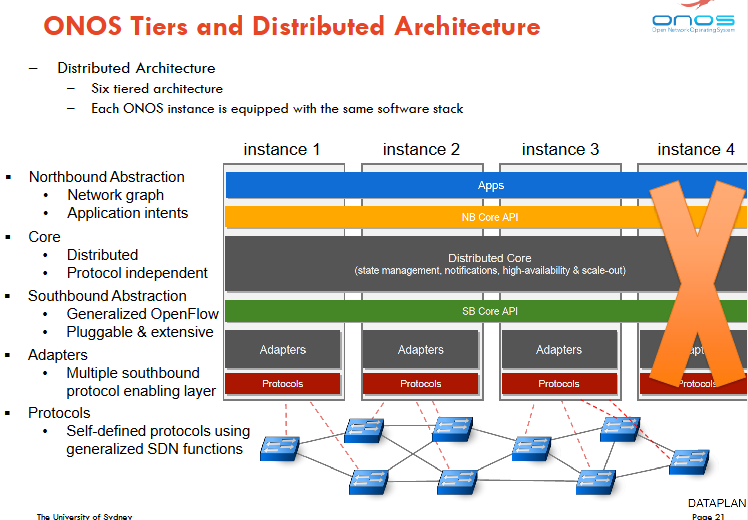 ONOS Tiers and Distributed Architecture
onos
Open Network Operating System
– Distributed Architecture
– Six tiered architecture
– Each ONOS instance is equipped with the same software stack
instance 1 instance 2 instance 3 instance 4
▪ Northbound Abstraction
• Network graph
• Application intents
▪ Core
• Distributed
• Protocol independent
▪ Southbound Abstraction
• Generalized OpenFlow
• Pluggable & extensive
▪ Adapters
• Multiple southbound
protocol enabling layer
▪ Protocols
• Self-defined protocols using
generalized SDN functions
Apps
NB Core API
Distributed Core
(state management, notifications, high-availability & scale-out)
SB Core API
Adapters Adapters Adapters
Protocols Protocols Protocols Protocols
DATAPLAN
The University of Sydney
Page 21